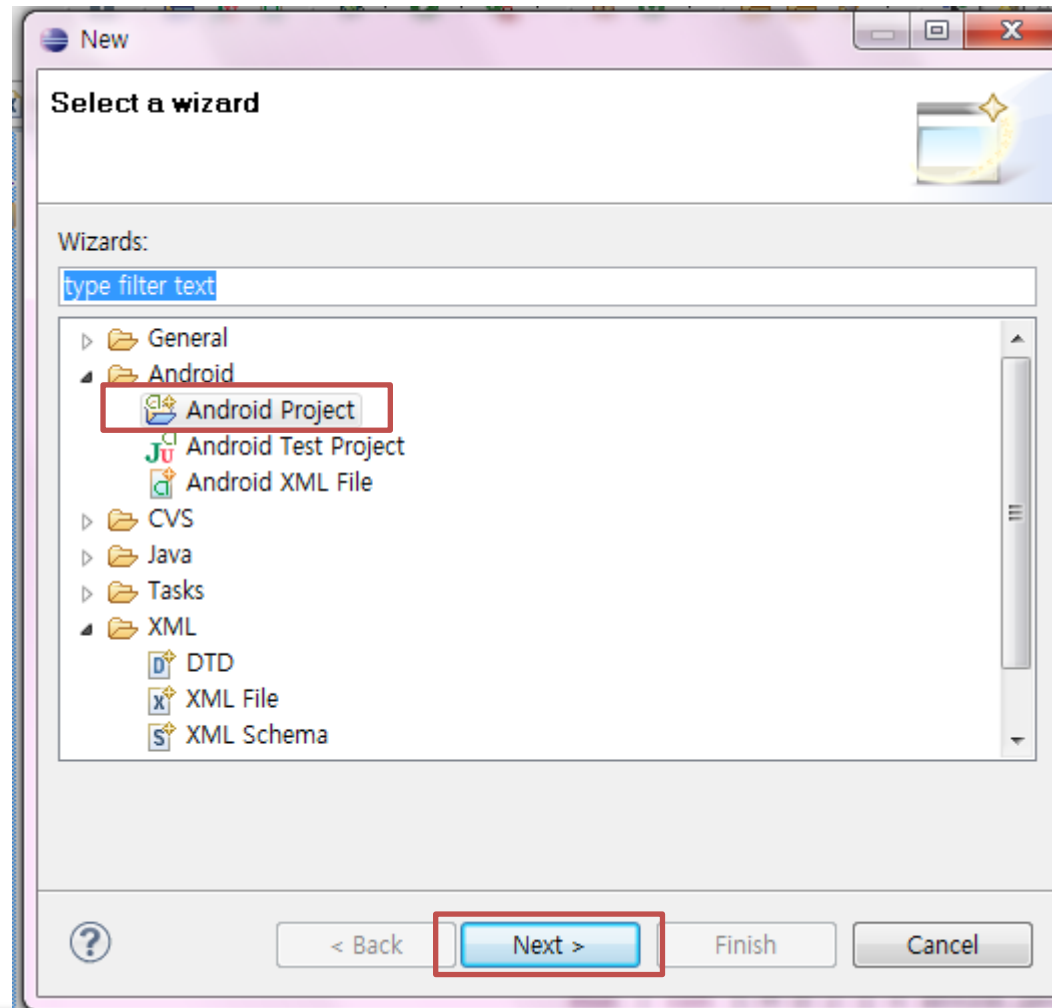 New
Select a wizard
Wizards:
type filter text
General
Android
Android Project
Android Test Project
Android XML File
CVS
Java
Tasks
XML
DTD
XML File
XML Schema
< Back Next > Finish Cancel